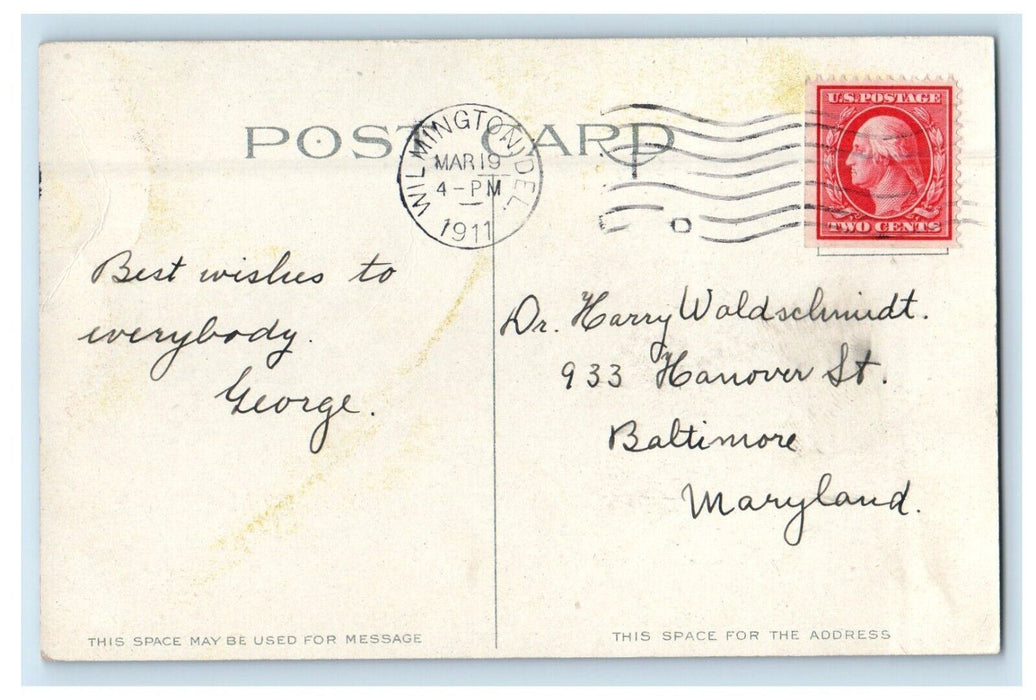 POST CARD
WILMINGTON, DEL.
MAR 19
4-PM
1911
U.S. POSTAGE
TWO CENTS
Best wishes to
everybody.
George.
Dr. Harry Waldschmidt.
933 Hanover St.
Baltimore
Maryland.
THIS SPACE MAY BE USED FOR MESSAGE
THIS SPACE FOR THE ADDRESS